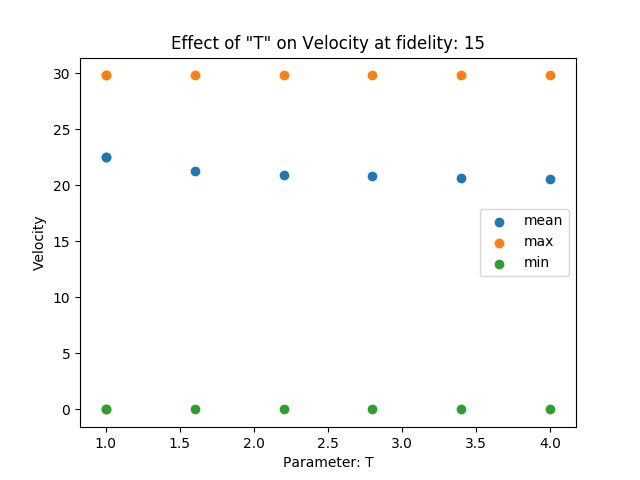 Effect of "T" on Velocity at fidelity: 15
30
25
20
15
10
5
0
Velocity
mean
max
min
1.0 1.5 2.0 2.5 3.0 3.5 4.0
Parameter: T